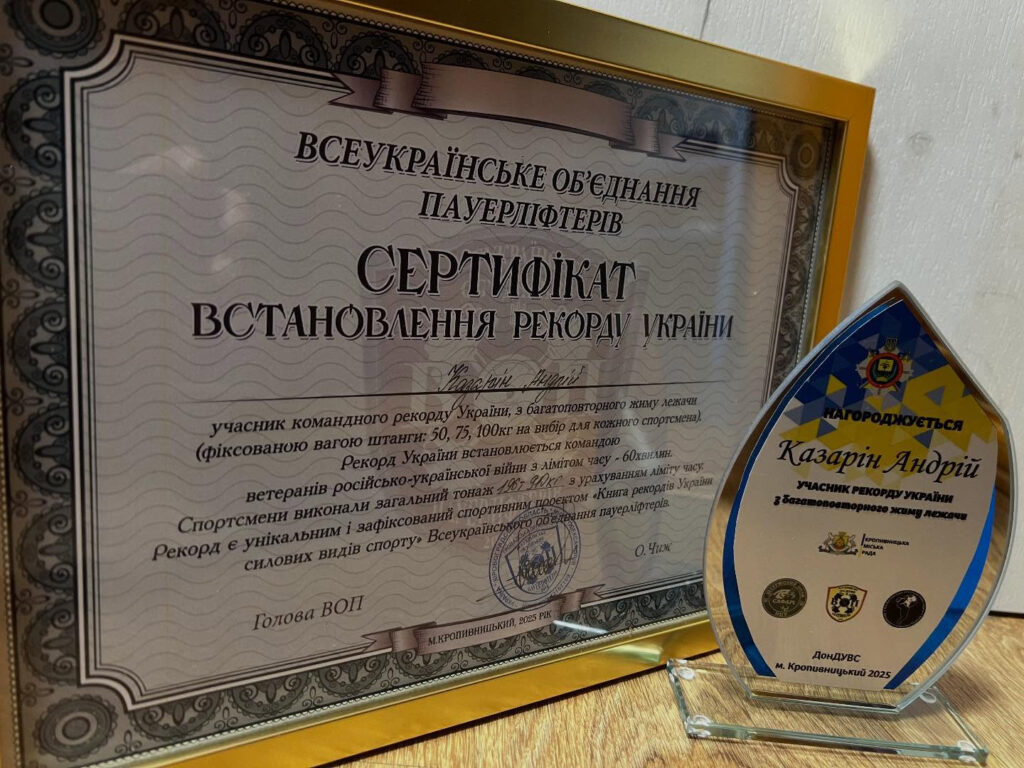 ВСЕУКРАЇНСЬКЕ ОБ'ЄДНАННЯ
ПАУЕРЛІФТЕРІВ
СЕРТИФІКАТ
ВСТАНОВЛЕННЯ РЕКОРДУ УКРАЇНИ
Казарін Андрій
учасник командного рекорду України, з багатоповторного жиму лежачи
(фіксованою вагою штанги: 50, 75, 100кг на вибір для кожного спортсмена).
Рекорд України встановлюється командою
ветеранів російсько-української війни з лімітом часу - 60хвилин.
Спортсмени виконали загальний тонаж з урахуванням ліміту часу.
Рекорд є унікальним і зафіксований спортивним проєктом «Книга рекордів України
силових видів спорту» Всеукраїнського об'єднання пауерліфтерів.
Голова ВОП
О.Чиж
м.Кропивницький, 2025 рік
НАГОРОДЖУЄТЬСЯ
Казарін Андрій
УЧАСНИК РЕКОРДУ УКРАЇНИ
з багатоповторного жиму лежачи
КРОПИВНИЦЬКА
МІСЬКА
РАДА
ДонДУВС
м. Кропивницький 2025